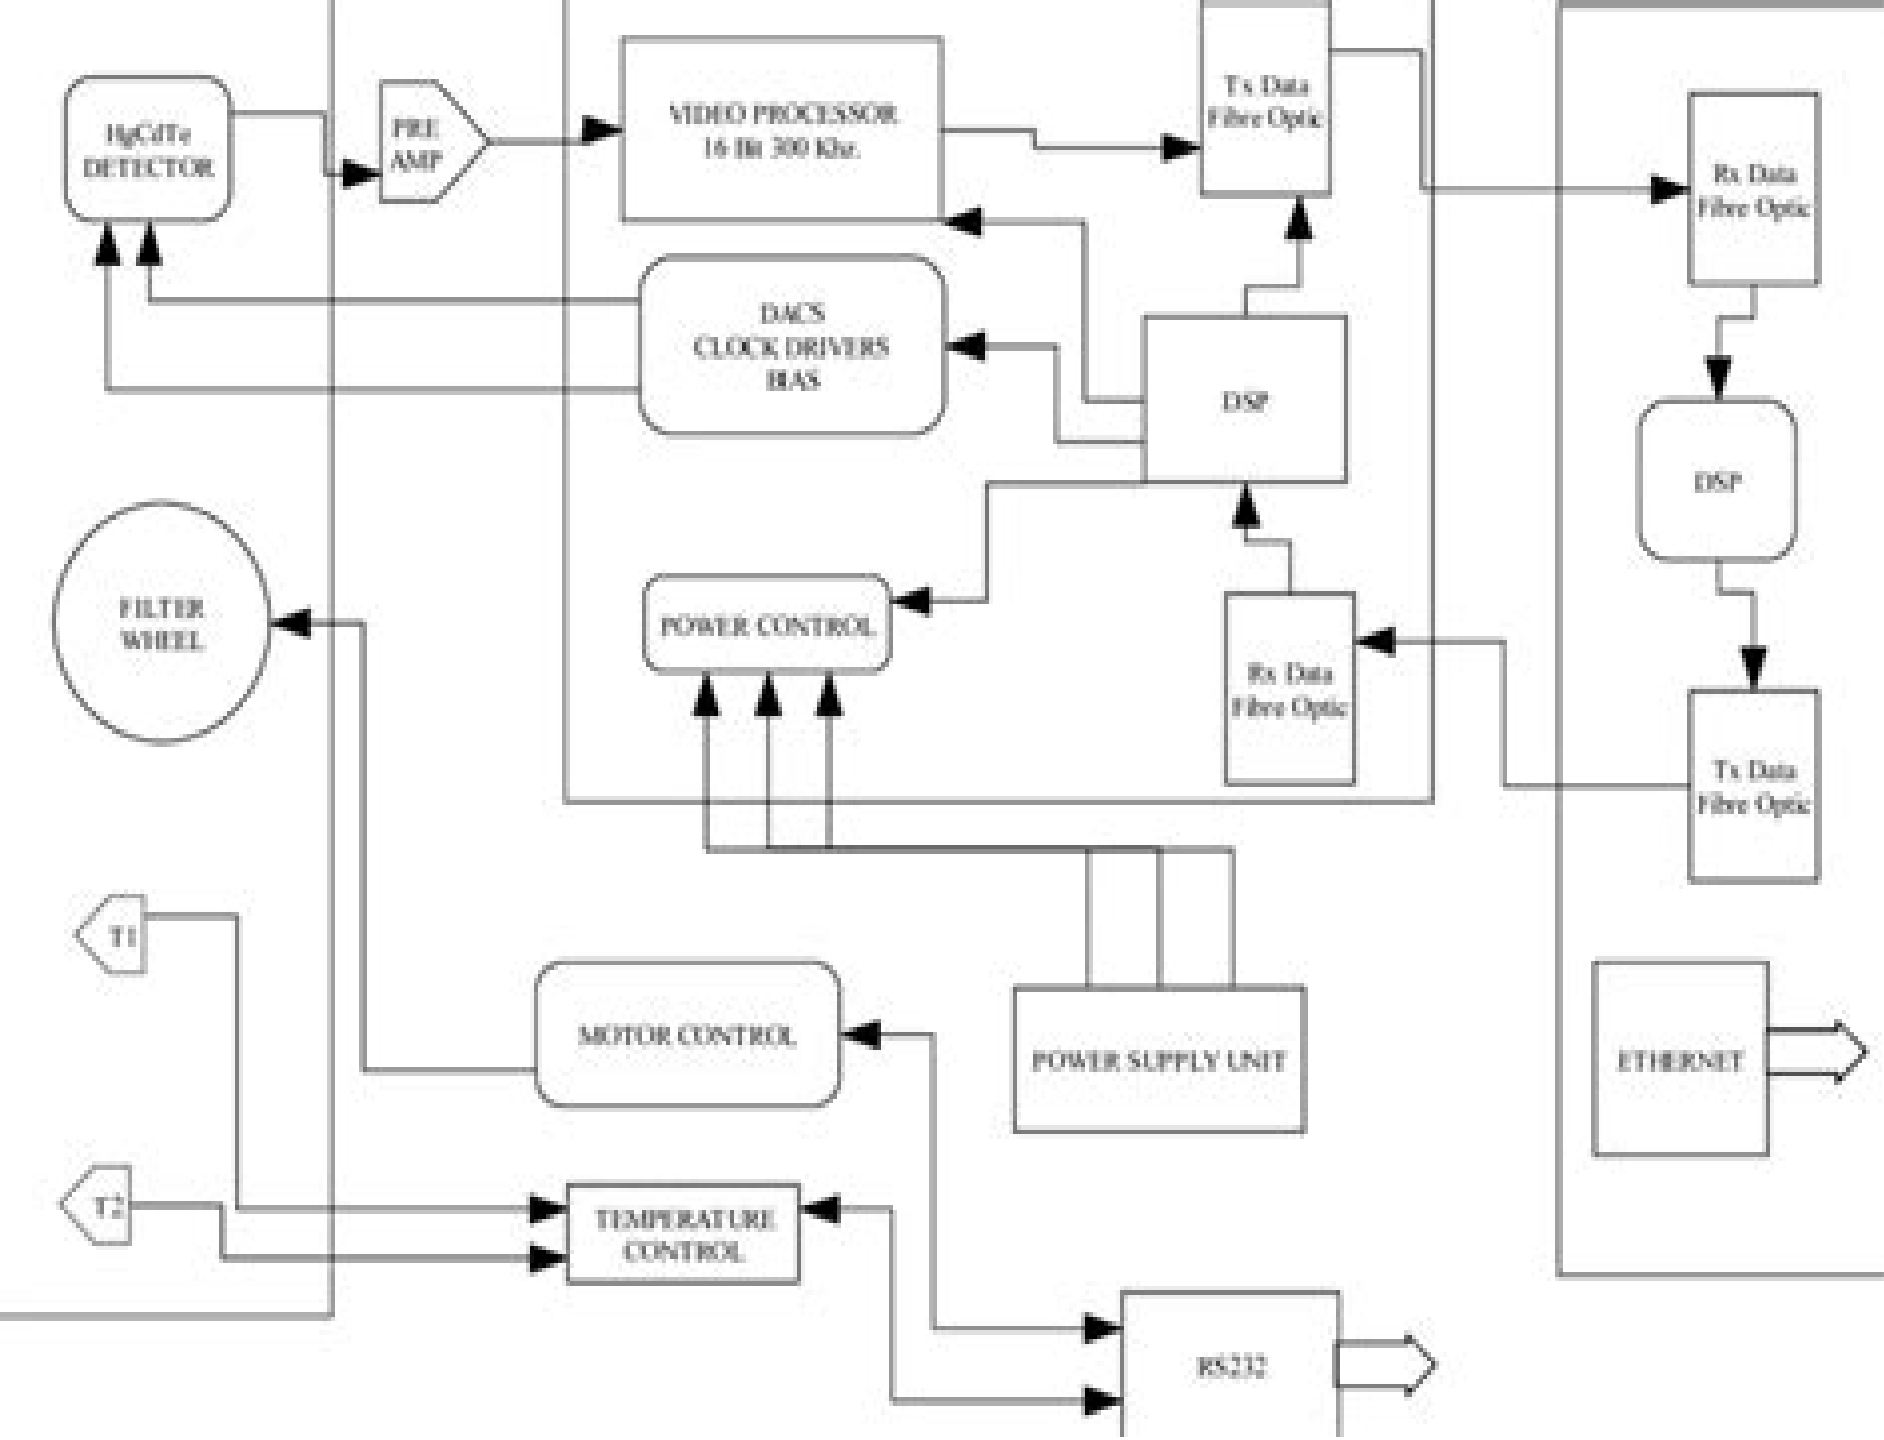 HgCdTe
DETECTOR
PRE
AMP
VIDEO PROCESSOR
16 Bit 300 Khz.
Tx Data
Fibre Optic
Rx Data
Fibre Optic
DACS
CLOCK DRIVERS
BIAS
DSP
DSP
FILTER
WHEEL
POWER CONTROL
Rx Data
Fibre Optic
Tx Data
Fibre Optic
T1
MOTOR CONTROL
POWER SUPPLY UNIT
ETHERNET
T2
TEMPERATURE
CONTROL
RS232